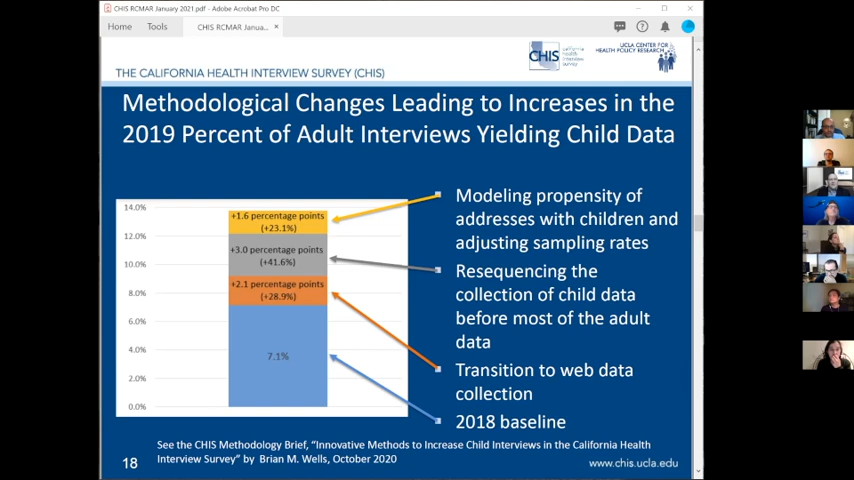 CHIS RCMAR January 2021.pdf - Adobe Acrobat Pro DC
Home Tools CHIS RCMAR Janua... ×
THE CALIFORNIA HEALTH INTERVIEW SURVEY (CHIS)
CHIS
california
health
interview
survey
UCLA CENTER FOR
HEALTH POLICY RESEARCH
Methodological Changes Leading to Increases in the
2019 Percent of Adult Interviews Yielding Child Data
14.0%
12.0%
10.0%
8.0%
6.0%
4.0%
2.0%
0.0%
+1.6 percentage points
(+23.1%)
+3.0 percentage points
(+41.6%)
+2.1 percentage points
(+28.9%)
7.1%
Modeling propensity of
addresses with children and
adjusting sampling rates
Resequencing the
collection of child data
before most of the adult
data
Transition to web data
collection
2018 baseline
See the CHIS Methodology Brief, "Innovative Methods to Increase Child Interviews in the California Health
Interview Survey" by Brian M. Wells, October 2020
18
www.chis.ucla.edu